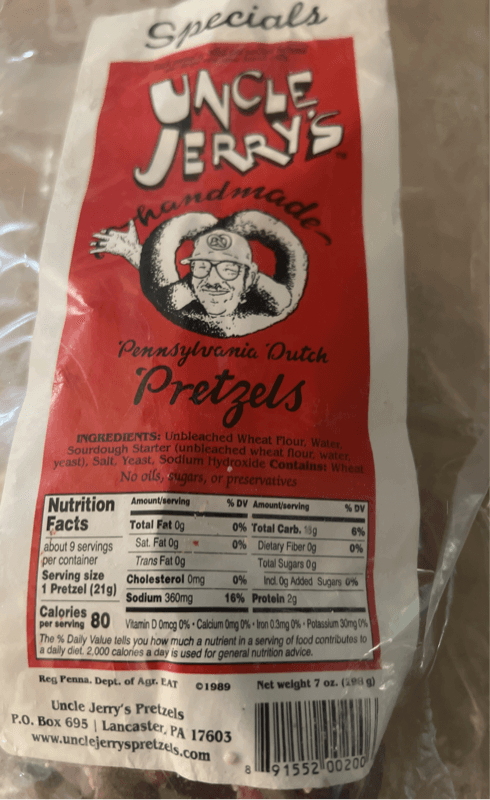 Specials
UNCLE
JERRY'S
handmade
Pennsylvania Dutch
Pretzels
INGREDIENTS: Unbleached Wheat Flour, Water,
Sourdough Starter (unbleached wheat flour, water,
yeast), Salt, Yeast, Sodium Hydroxide Contains: Wheat
No oils, sugars, or preservatives
Nutrition
Facts
about 9 servings
per container
Serving size
1 Pretzel (21g)
Calories
per serving 80
Amount/serving % DV
Total Fat 0g 0%
Sat. Fat 0g 0%
Trans Fat 0g
Cholesterol 0mg 0%
Sodium 360mg 16%
Amount/serving % DV
Total Carb. 6%
Dietary Fiber 0g 0%
Total Sugars 0g
Incl. 0g Added Sugars 0%
Protein 2g
Vitamin D 0mcg 0% • Calcium 0mg 0% • Iron 0.3mg 0% • Potassium 30mg 0%
The % Daily Value tells you how much a nutrient in a serving of food contributes to
a daily diet. 2,000 calories a day is used for general nutrition advice.
Reg Penna. Dept. of Agr. EAT ©1989 Net weight 7 oz. (198 g)
Uncle Jerry's Pretzels
P.O. Box 695 | Lancaster, PA 17603
www.unclejerryspretzels.com
8 91552 00200